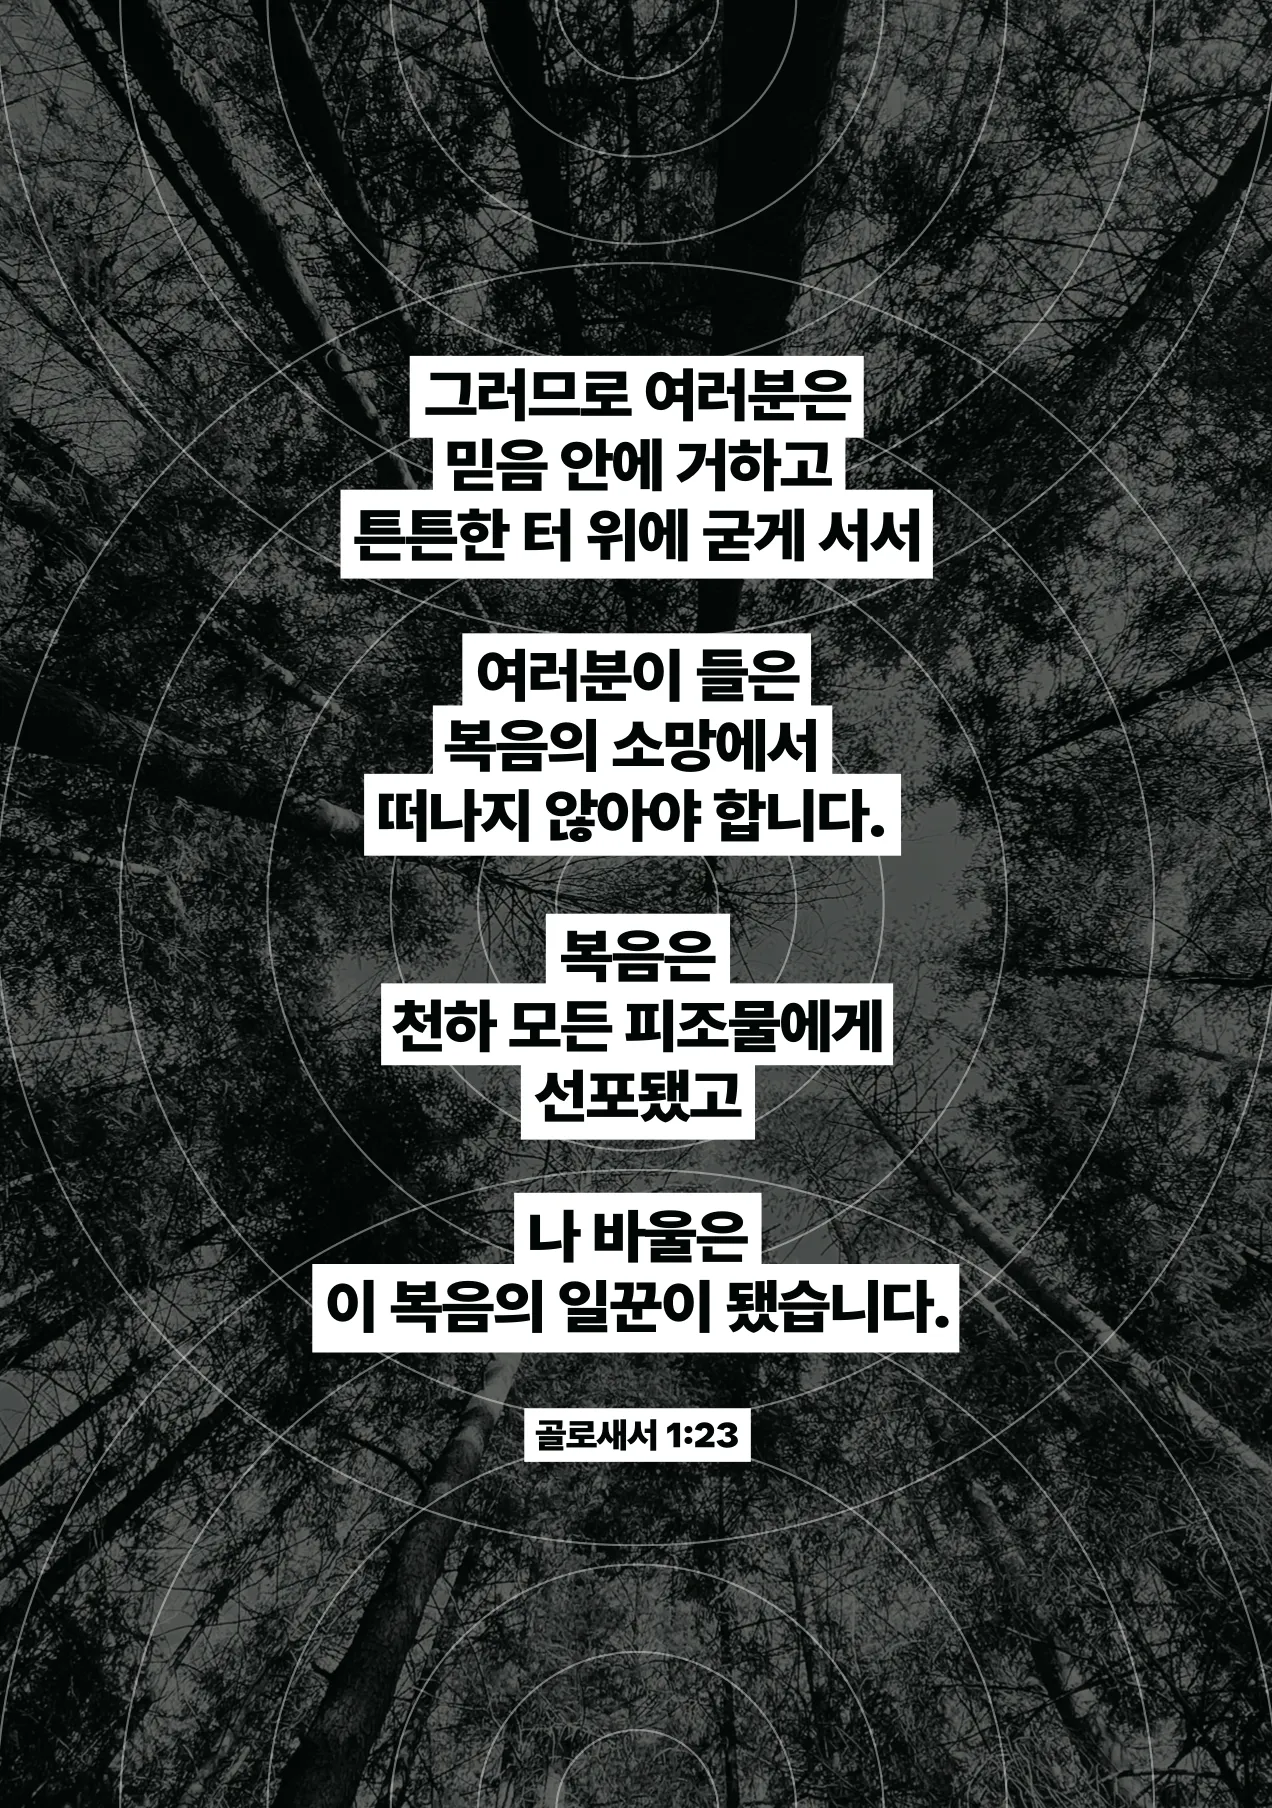 그러므로 여러분은
믿음 안에 거하고
튼튼한 터 위에 굳게 서서
여러분이 들은
복음의 소망에서
떠나지 않아야 합니다.
복음은
천하 모든 피조물에게
선포됐고
나 바울은
이 복음의 일꾼이 됐습니다.
골로새서 1:23